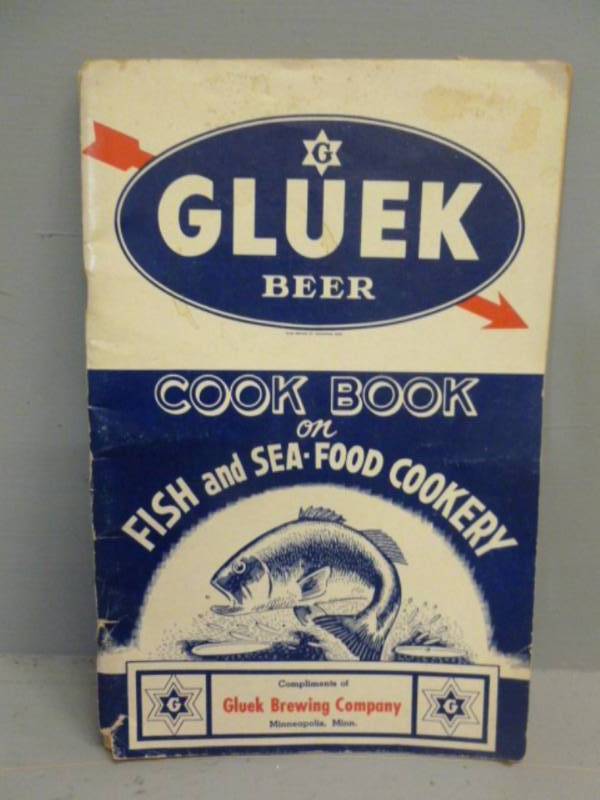 G
GLUEK
BEER
COOK BOOK
on
FISH and SEA-FOOD COOKERY
Compliments of
G
Gluek Brewing Company
G
Minneapolis, Minn.